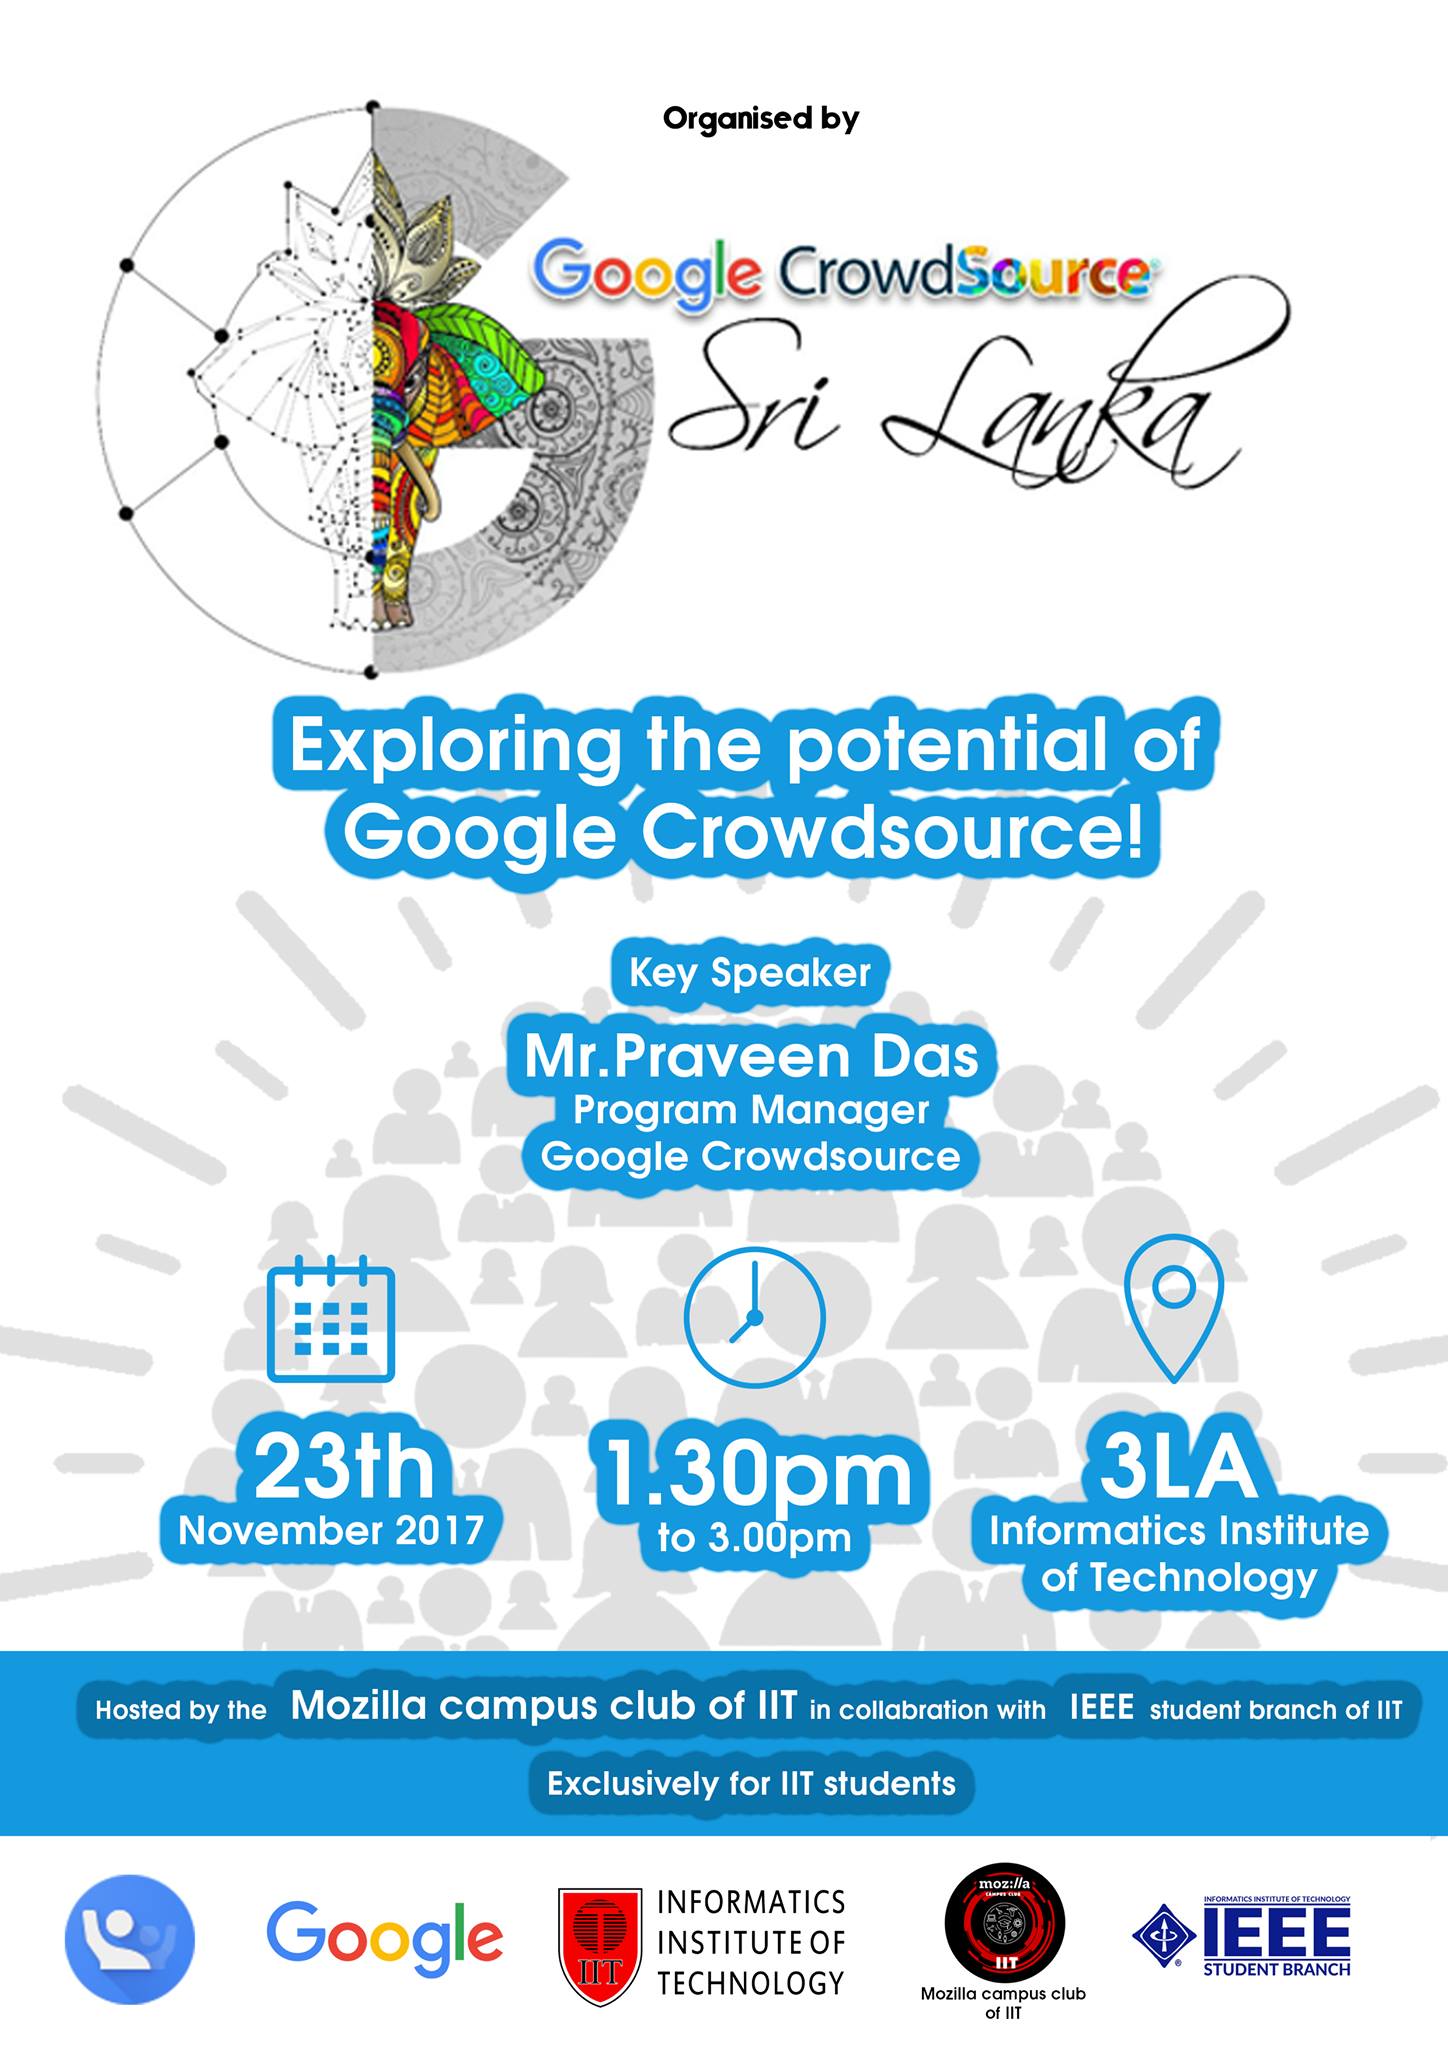 Organised by
Google CrowdSource
Sri Lanka
Exploring the potential of
Google Crowdsource!
Key Speaker
Mr.Praveen Das
Program Manager
Google Crowdsource
23th
November 2017
1.30pm
to 3.00pm
3LA
Informatics Institute
of Technology
Hosted by the Mozilla campus club of IIT in collabration with IEEE student branch of IIT
Exclusively for IIT students
Google
IIT
INFORMATICS
INSTITUTE OF
TECHNOLOGY
moz://a
CAMPUS CLUB
IIT
Mozilla campus club
of IIT
INFORMATICS INSTITUTE OF TECHNOLOGY
IEEE
STUDENT BRANCH